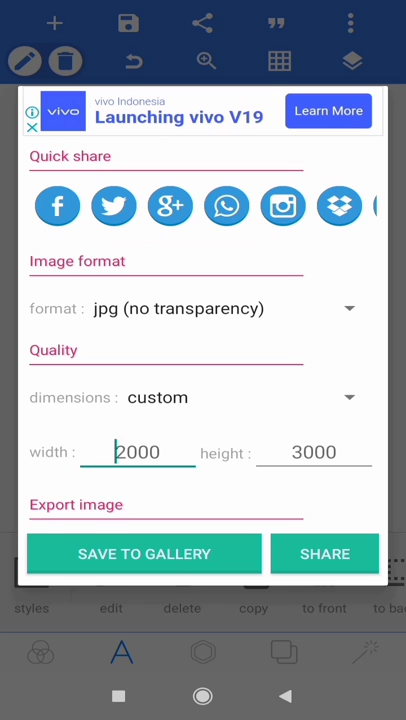 vivo
vivo Indonesia
Launching vivo V19
Learn More
Quick share
Image format
format : jpg (no transparency)
Quality
dimensions : custom
width : 2000 height : 3000
Export image
SAVE TO GALLERY SHARE
styles edit delete copy to front to ba